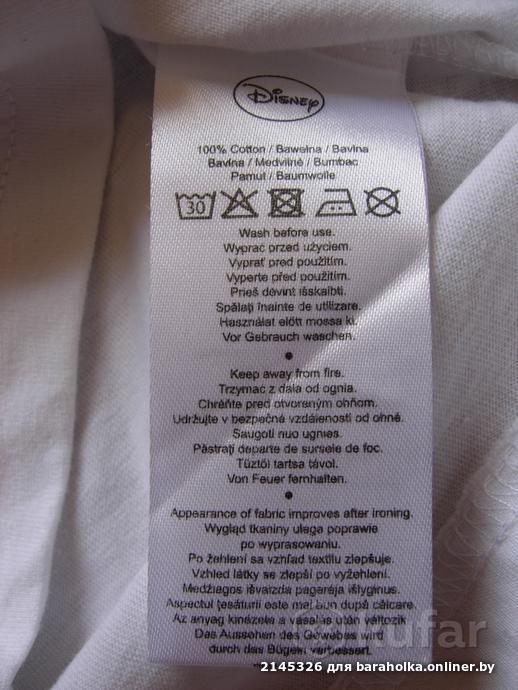 Disney
100% Cotton / Bawełna / Bavlna
Bavlna / Medvilnė / Bumbac
Pamut / Baumwolle
30
Wash before use.
Wyprać przed użyciem.
Vyprať pred použitím.
Vyperte před použitím.
Prieš dėvint išskalbti.
Spălaţi înainte de utilizare.
Használat előtt mossa ki.
Vor Gebrauch waschen.
•
Keep away from fire.
Trzymać z dala od ognia.
Chráňte pred otvoreným ohňom.
Udržujte v bezpečné vzdálenosti od ohně.
Saugoti nuo ugnies.
Păstraţi departe de sursele de foc.
Tűztől tartsa távol.
Von Feuer fernhalten.
•
Appearance of fabric improves after ironing.
Wygląd tkaniny ulega poprawie
po wyprasowaniu.
Po žehlení sa vzhľad textilu zlepšuje.
Vzhled látky se zlepší po vyžehlení.
Medžiagos išvaizda pagerėja išlyginus.
Aspectul ţesăturii este mai bun după călcare.
Az anyag kinézete a vasalás után változik
Das Aussehen des Gewebes wird
durch das Bügeln verbessert.
kufar
2145326 для baraholka.onliner.by